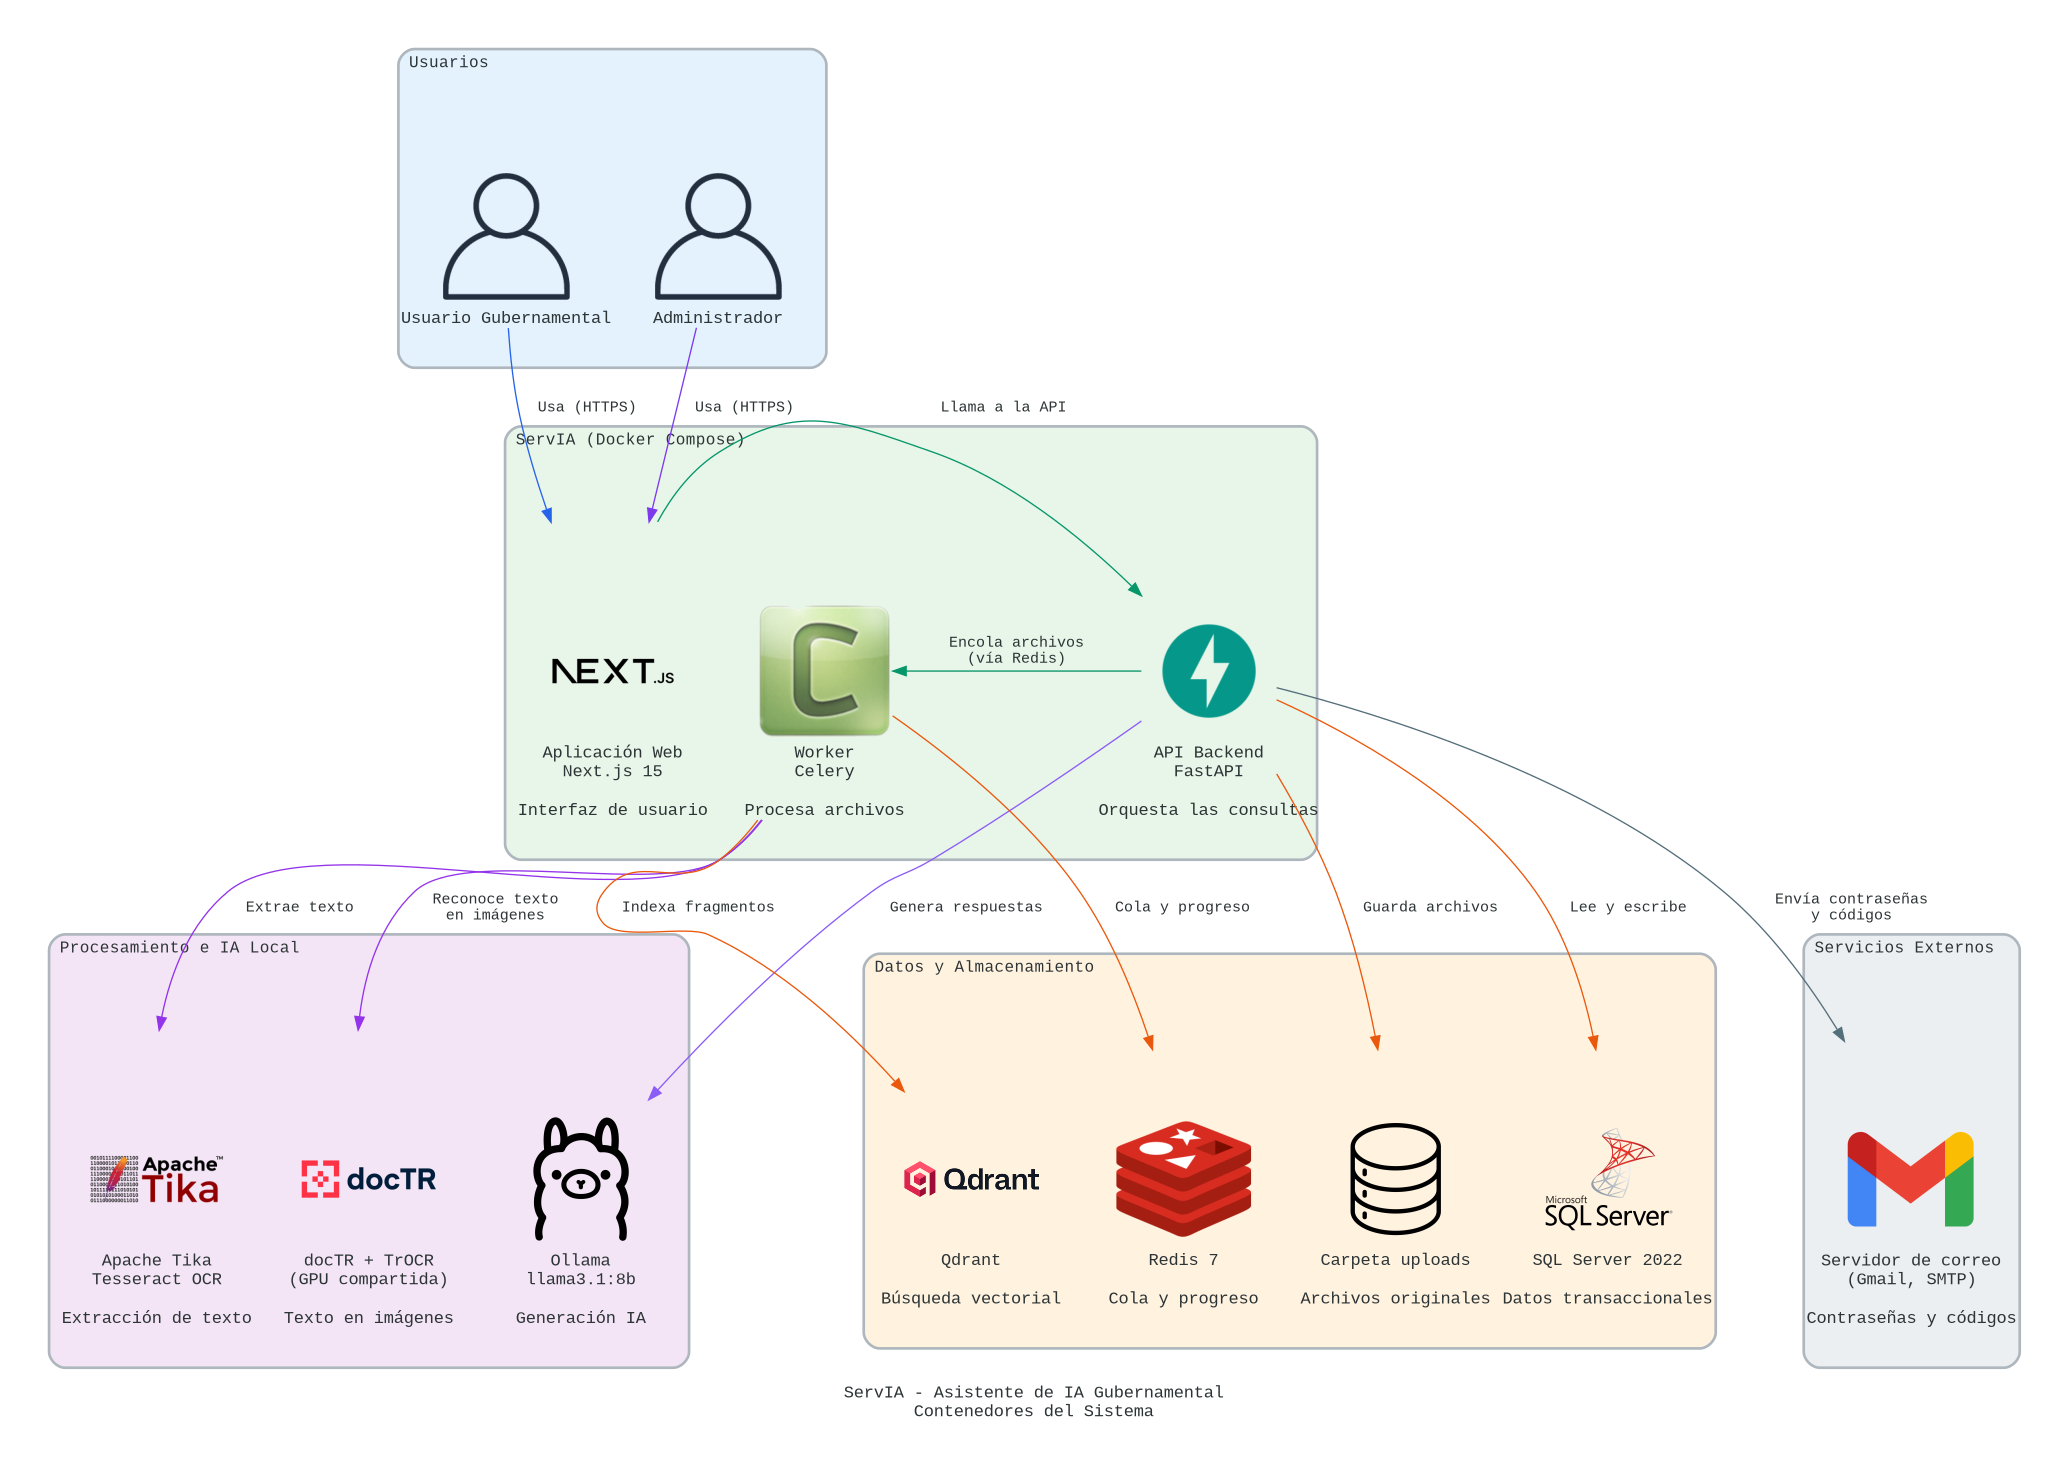 Usuarios
Usuario Gubernamental
Administrador
Usa (HTTPS)
Usa (HTTPS)
Llama a la API
ServIA (Docker Compose)
Encola archivos
(vía Redis)
NEXT.JS
Aplicación Web
Next.js 15
Interfaz de usuario
C
Worker
Celery
Procesa archivos
API Backend
FastAPI
Orquesta las consultas
Extrae texto
Reconoce texto
en imágenes
Indexa fragmentos
Genera respuestas
Cola y progreso
Guarda archivos
Lee y escribe
Envía contraseñas
y códigos
Procesamiento e IA Local
Apache™
Tika
Apache Tika
Tesseract OCR
Extracción de texto
docTR
docTR + TrOCR
(GPU compartida)
Texto en imágenes
Ollama
llama3.1:8b
Generación IA
Datos y Almacenamiento
Qdrant
Qdrant
Búsqueda vectorial
Redis 7
Cola y progreso
Carpeta uploads
Archivos originales
Microsoft
SQL Server
SQL Server 2022
Datos transaccionales
Servicios Externos
Servidor de correo
(Gmail, SMTP)
Contraseñas y códigos
ServIA - Asistente de IA Gubernamental
Contenedores del Sistema